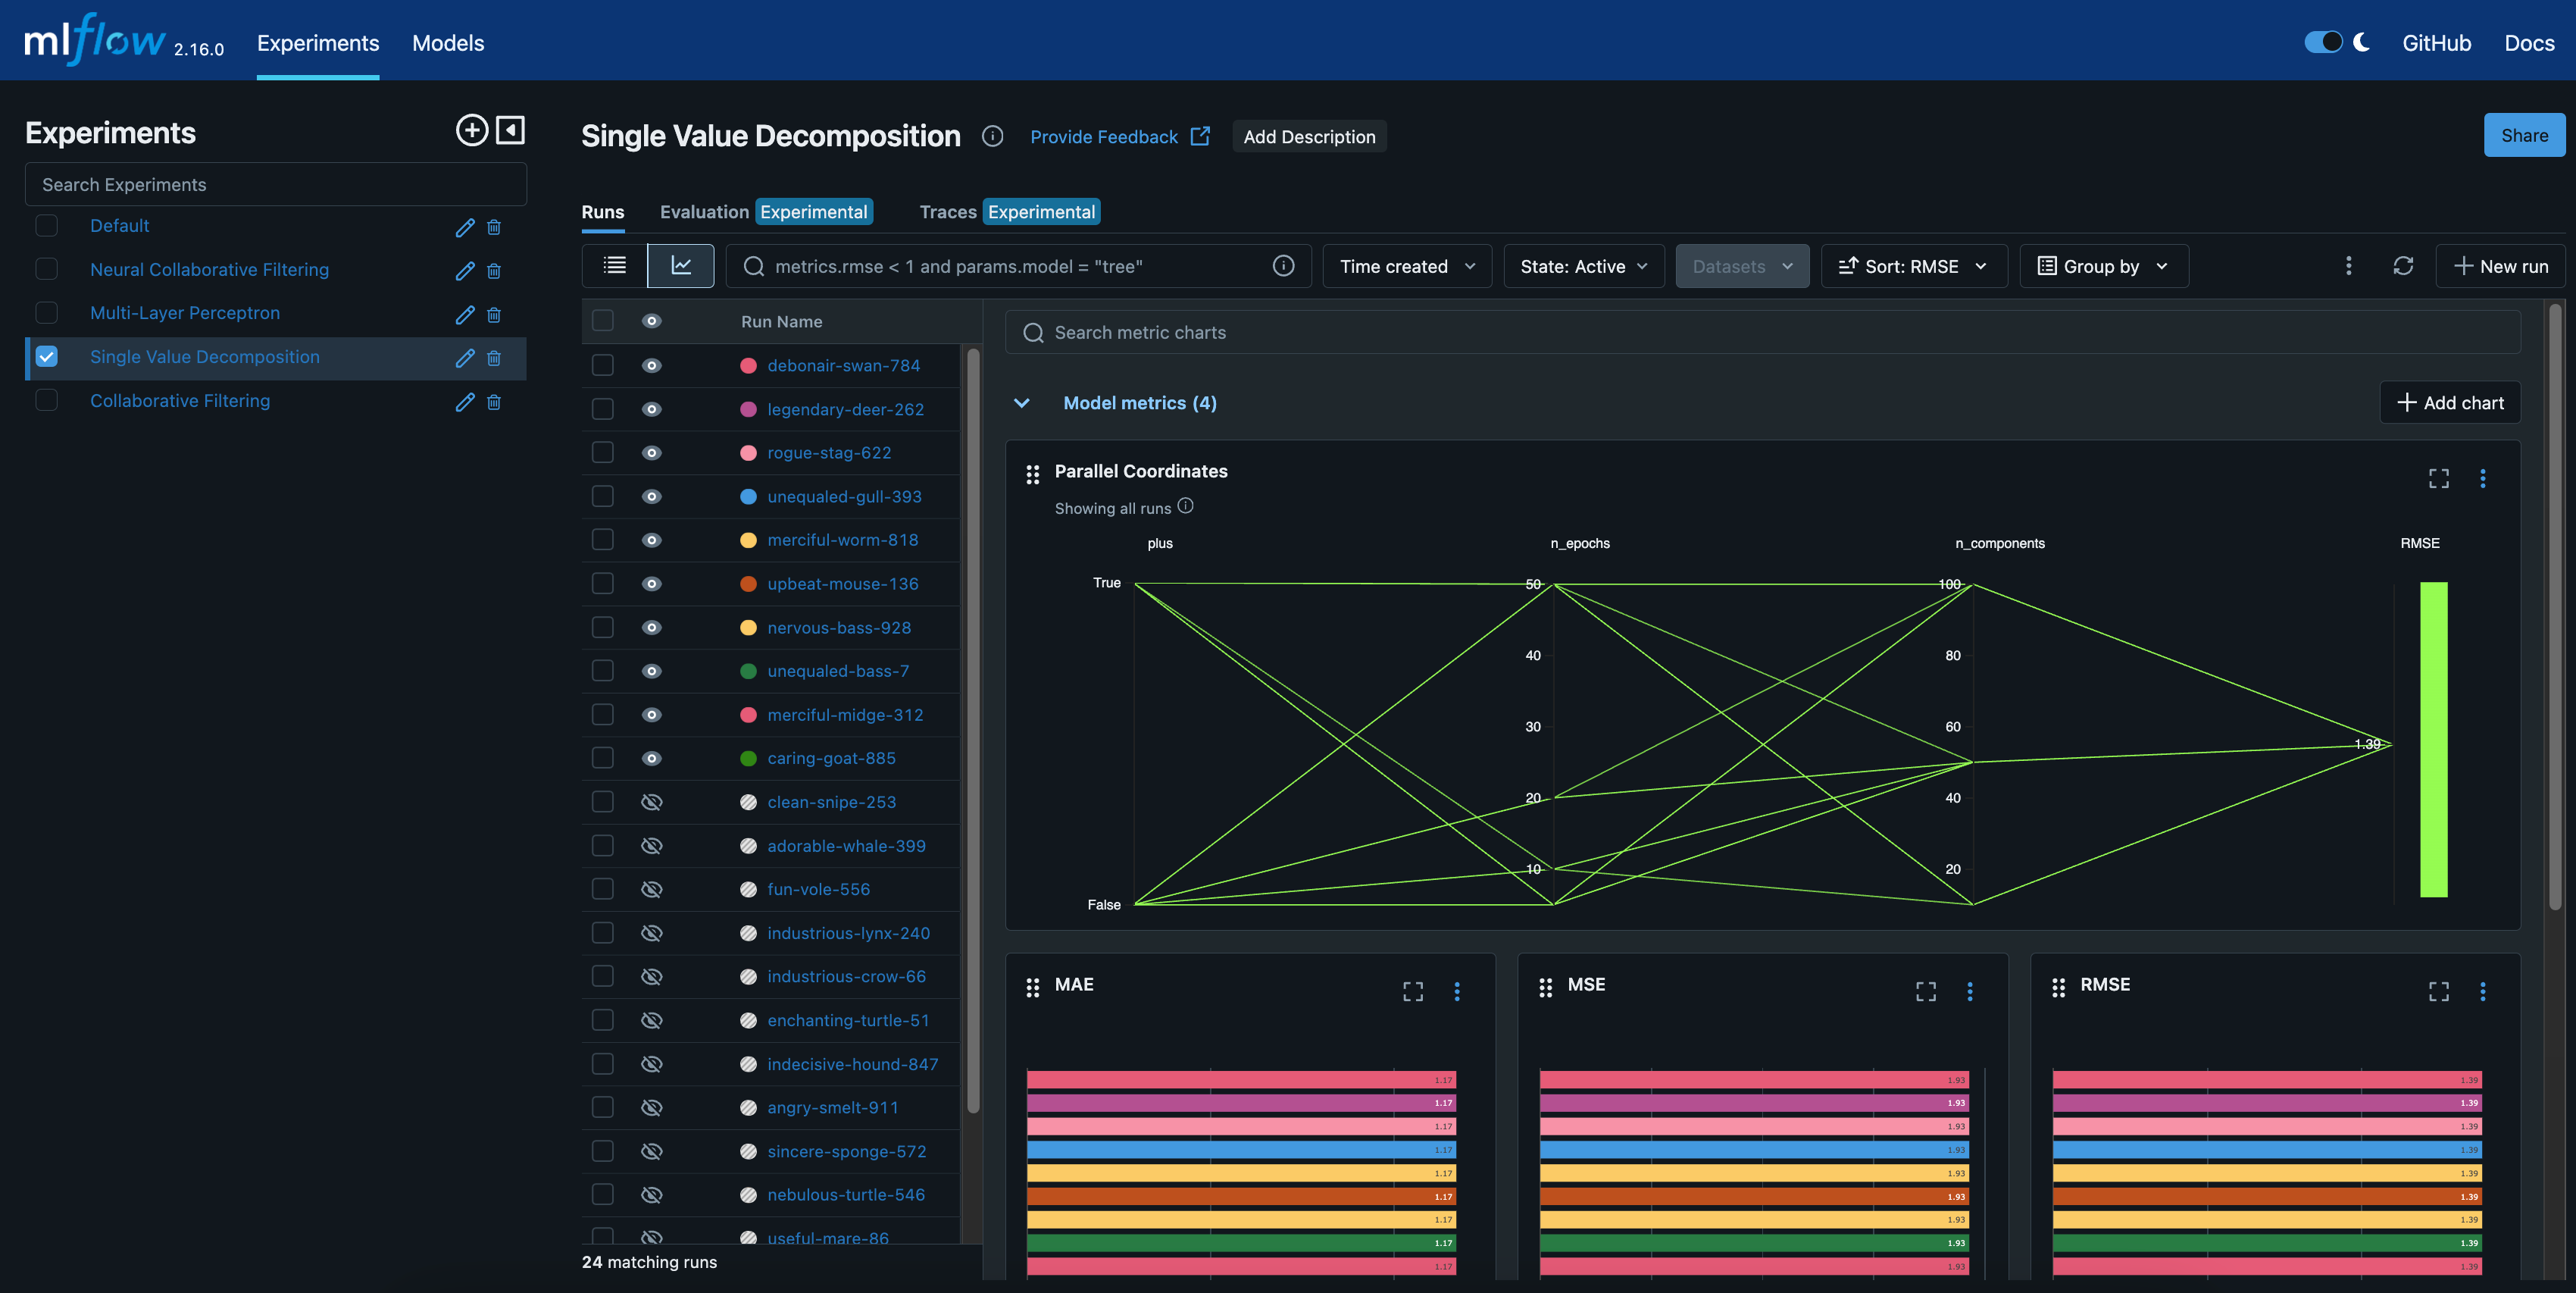 mlflow 2.16.0 Experiments Models GitHub Docs
Experiments
Search Experiments
Default
Neural Collaborative Filtering
Multi-Layer Perceptron
Single Value Decomposition
Collaborative Filtering
Single Value Decomposition Provide Feedback Add Description Share
Runs Evaluation Experimental Traces Experimental
metrics.rmse < 1 and params.model = "tree" Time created State: Active Datasets Sort: RMSE Group by New run
Run Name
debonair-swan-784
legendary-deer-262
rogue-stag-622
unequaled-gull-393
merciful-worm-818
upbeat-mouse-136
nervous-bass-928
unequaled-bass-7
merciful-midge-312
caring-goat-885
clean-snipe-253
adorable-whale-399
fun-vole-556
industrious-lynx-240
industrious-crow-66
enchanting-turtle-51
indecisive-hound-847
angry-smelt-911
sincere-sponge-572
nebulous-turtle-546
useful-mare-86
24 matching runs
Search metric charts
Model metrics (4) Add chart
Parallel Coordinates
Showing all runs
plus n_epochs n_components RMSE
True 50 100
40 80
30 60
1.39
20 40
10 20
False
MAE MSE RMSE
1.17 1.93 1.39
1.17 1.93 1.39
1.17 1.93 1.39
1.17 1.93 1.39
1.17 1.93 1.39
1.17 1.93 1.39
1.17 1.93 1.39
1.17 1.93 1.39
1.17 1.93 1.39